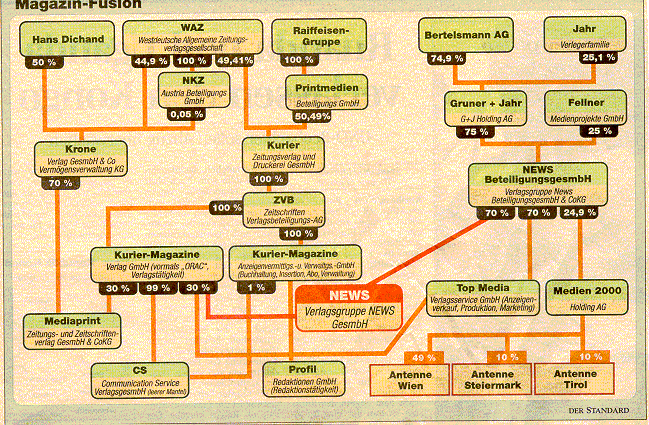 Magazin-Fusion
Hans Dichand
50 %
WAZ
Westdeutsche Allgemeine Zeitungs-
verlagsgesellschaft
44,9 %
100 %
49,41%
Raiffeisen-
Gruppe
100 %
Bertelsmann AG
74,9 %
Jahr
Verlegerfamilie
25,1 %
NKZ
Austria Beteiligungs
GmbH
0,05 %
Printmedien
Beteiligungs GmbH
50,49%
Gruner + Jahr
G+J Holding AG
75 %
Fellner
Medienprojekte GmbH
25 %
Krone
Verlag GesmbH & Co
Vermögensverwaltung KG
70 %
Kurier
Zeitungsverlag und
Druckerei GesmbH
100 %
NEWS
BeteiligungsgesmbH
Verlagsgruppe News
BeteiligungsgesmbH & CoKG
70 %
70 %
24,9 %
100 %
ZVB
Zeitschriften
Verlagsbeteiligungs-AG
100 %
Kurier-Magazine
Verlag GmbH (vormals „ORAC“,
Verlagstätigkeit)
30 %
99 %
30 %
Kurier-Magazine
Anzeigenvermittlgs.-u. Verwaltgs.-GmbH
(Buchhaltung, Insertion, Abo, Verwaltung)
1 %
NEWS
Verlagsgruppe NEWS
GesmbH
Top Media
Verlagsservice GmbH (Anzeigen-
verkauf, Produktion, Marketing)
Medien 2000
Holding AG
Mediaprint
Zeitungs- und Zeitschriften-
verlag GesmbH & CoKG
CS
Communication Service
VerlagsgesmbH (leerer Mantel)
Profil
Redaktionen GmbH
(Redaktionstätigkeit)
49 %
Antenne
Wien
10 %
Antenne
Steiermark
10 %
Antenne
Tirol
DER STANDARD